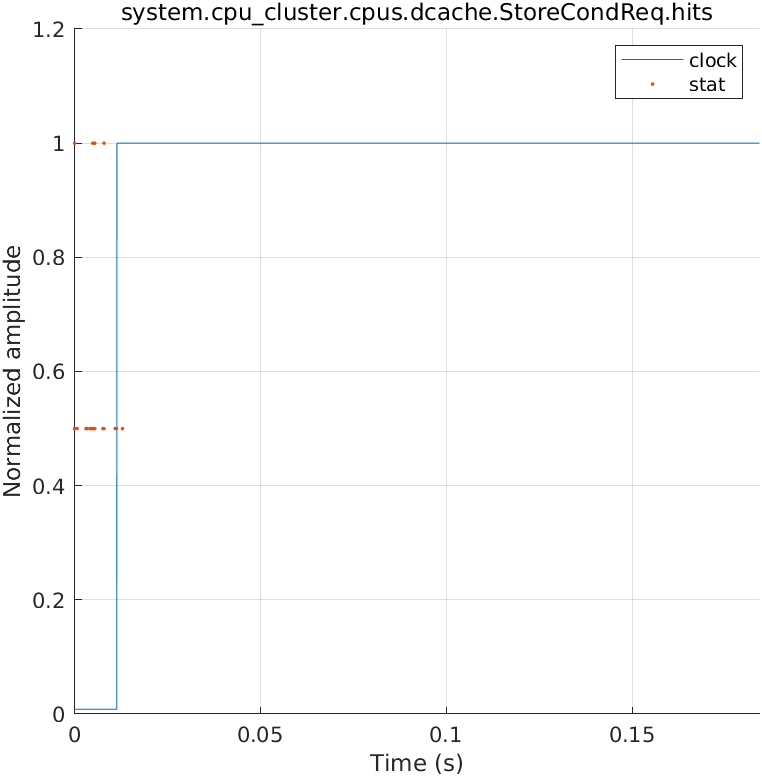 system.cpu_cluster.cpus.dcache.StoreCondReq.hits
1.2
1
0.8
0.6
0.4
0.2
0
Normalized amplitude
clock
stat
0
0.05
0.1
0.15
Time (s)